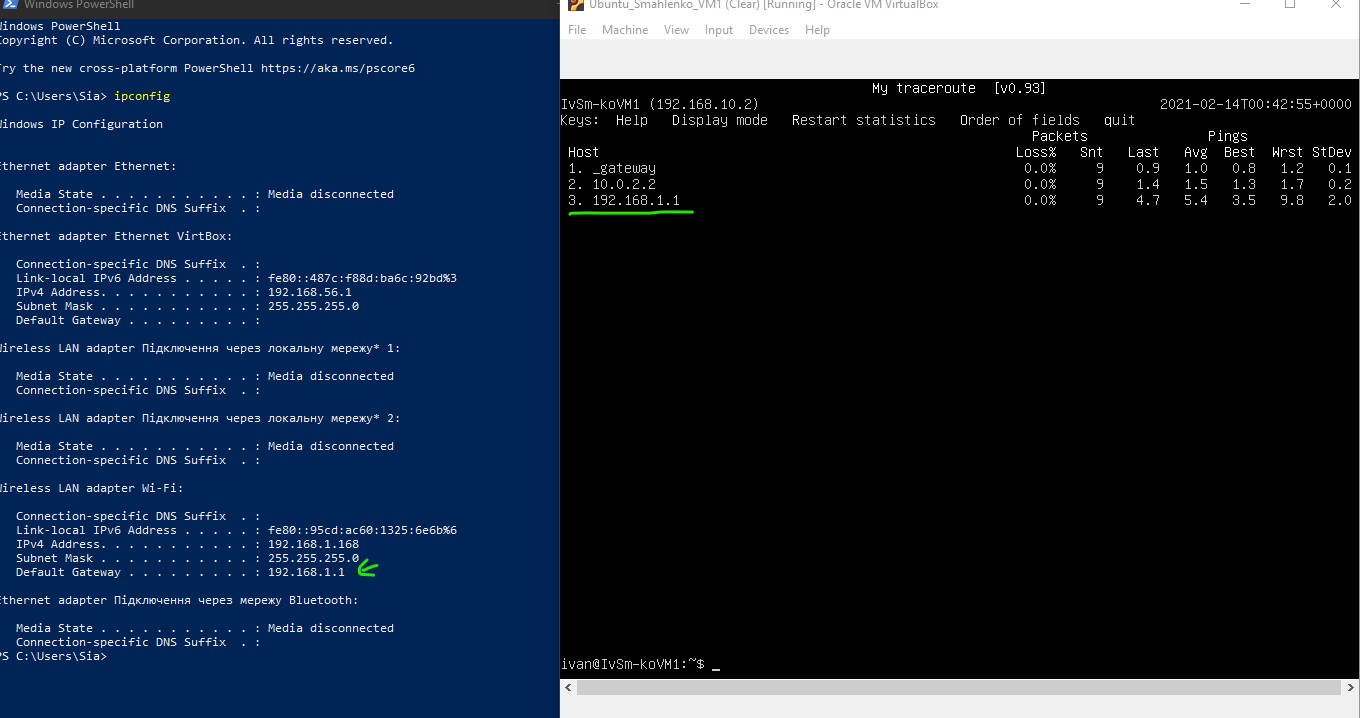 Windows PowerShell
Windows PowerShell
Copyright (C) Microsoft Corporation. All rights reserved.
Try the new cross-platform PowerShell https://aka.ms/pscore6
PS C:\Users\Sia> ipconfig
Windows IP Configuration
Ethernet adapter Ethernet:
Media State . . . . . . . . . . . : Media disconnected
Connection-specific DNS Suffix  . :
Ethernet adapter Ethernet VirtBox:
Connection-specific DNS Suffix  . :
Link-local IPv6 Address . . . . . : fe80::487c:f88d:ba6c:92bd%3
IPv4 Address. . . . . . . . . . . : 192.168.56.1
Subnet Mask . . . . . . . . . . . : 255.255.255.0
Default Gateway . . . . . . . . . :
Wireless LAN adapter Підключення через локальну мережу* 1:
Media State . . . . . . . . . . . : Media disconnected
Connection-specific DNS Suffix  . :
Wireless LAN adapter Підключення через локальну мережу* 2:
Media State . . . . . . . . . . . : Media disconnected
Connection-specific DNS Suffix  . :
Wireless LAN adapter Wi-Fi:
Connection-specific DNS Suffix  . :
Link-local IPv6 Address . . . . . : fe80::95cd:ac60:1325:6e6b%6
IPv4 Address. . . . . . . . . . . : 192.168.1.168
Subnet Mask . . . . . . . . . . . : 255.255.255.0
Default Gateway . . . . . . . . . : 192.168.1.1
Ethernet adapter Підключення через мережу Bluetooth:
Media State . . . . . . . . . . . : Media disconnected
Connection-specific DNS Suffix  . :
PS C:\Users\Sia>
Ubuntu_Smahlenko_VM1 (Clear) [Running] - Oracle VM VirtualBox
File Machine View Input Devices Help
My traceroute  [v0.93]
IvSm-koVM1 (192.168.10.2) 2021-02-14T00:42:55+0000
Keys:  Help   Display mode   Restart statistics   Order of fields   quit
Packets Pings
Host Loss% Snt Last Avg Best Wrst StDev
1. _gateway 0.0% 9 0.9 1.0 0.8 1.2 0.1
2. 10.0.2.2 0.0% 9 1.4 1.5 1.3 1.7 0.2
3. 192.168.1.1 0.0% 9 4.7 5.4 3.5 9.8 2.0
ivan@IvSm-koVM1:~$ _